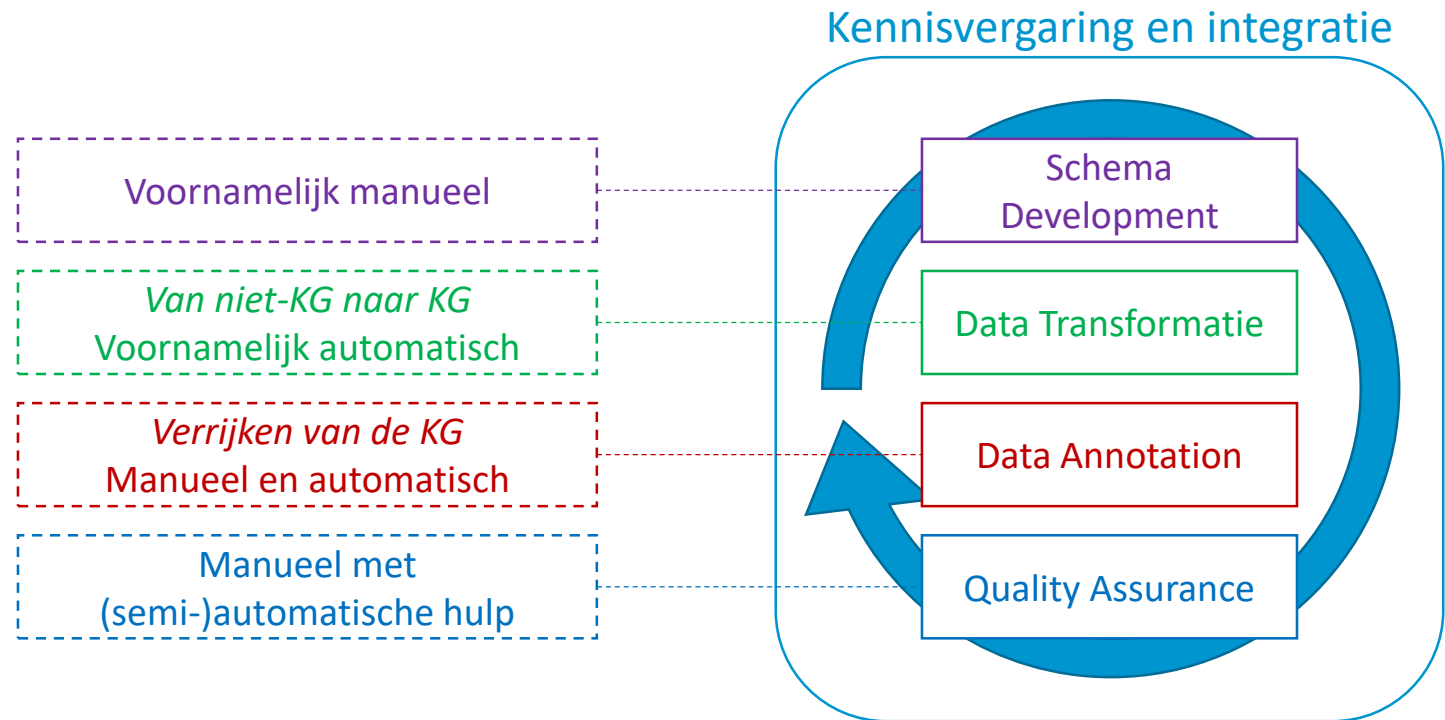 Kennisvergaring en integratie
Voornamelijk manueel
Schema
Development
Van niet-KG naar KG
Voornamelijk automatisch
Data Transformatie
Verrijken van de KG
Manueel en automatisch
Data Annotation
Manueel met
(semi-)automatische hulp
Quality Assurance